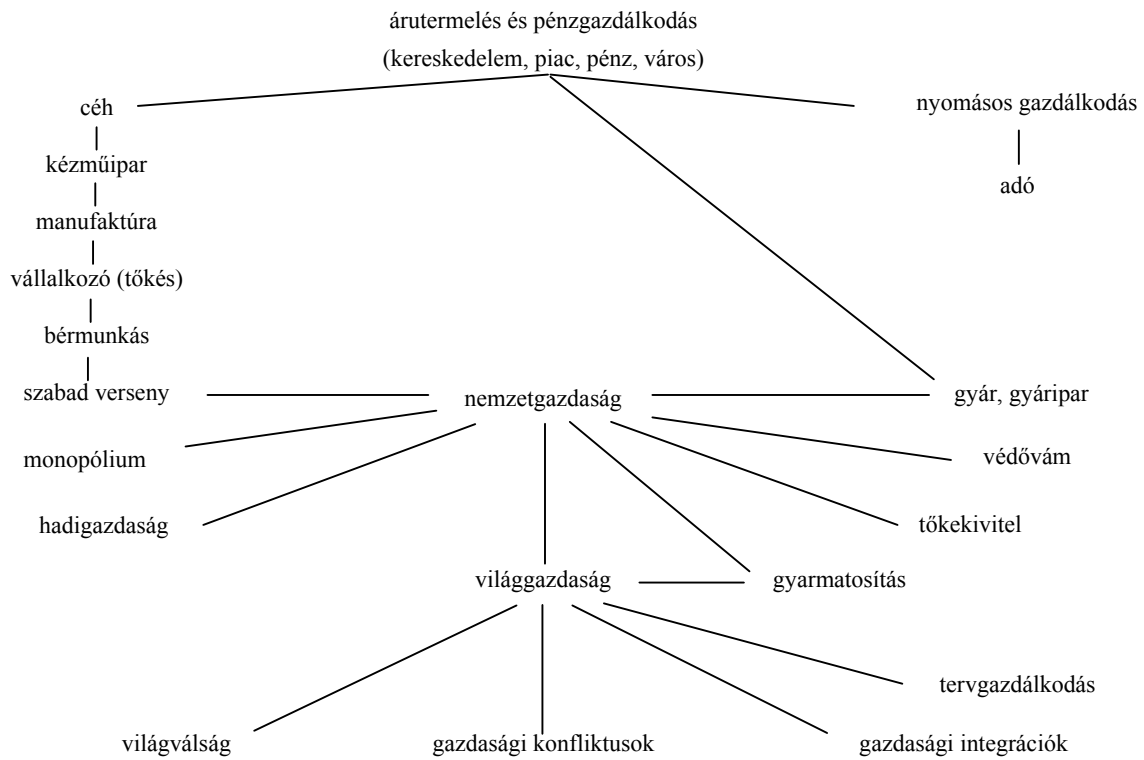 árutermelés és pénzgazdálkodás
(kereskedelem, piac, pénz, város)
céh
nyomásos gazdálkodás
kézműipar
adó
manufaktúra
vállalkozó (tőkés)
bérmunkás
szabad verseny
nemzetgazdaság
gyár, gyáripar
monopólium
védővám
hadigazdaság
tőkekivitel
világgazdaság
gyarmatosítás
tervgazdálkodás
világválság
gazdasági konfliktusok
gazdasági integrációk